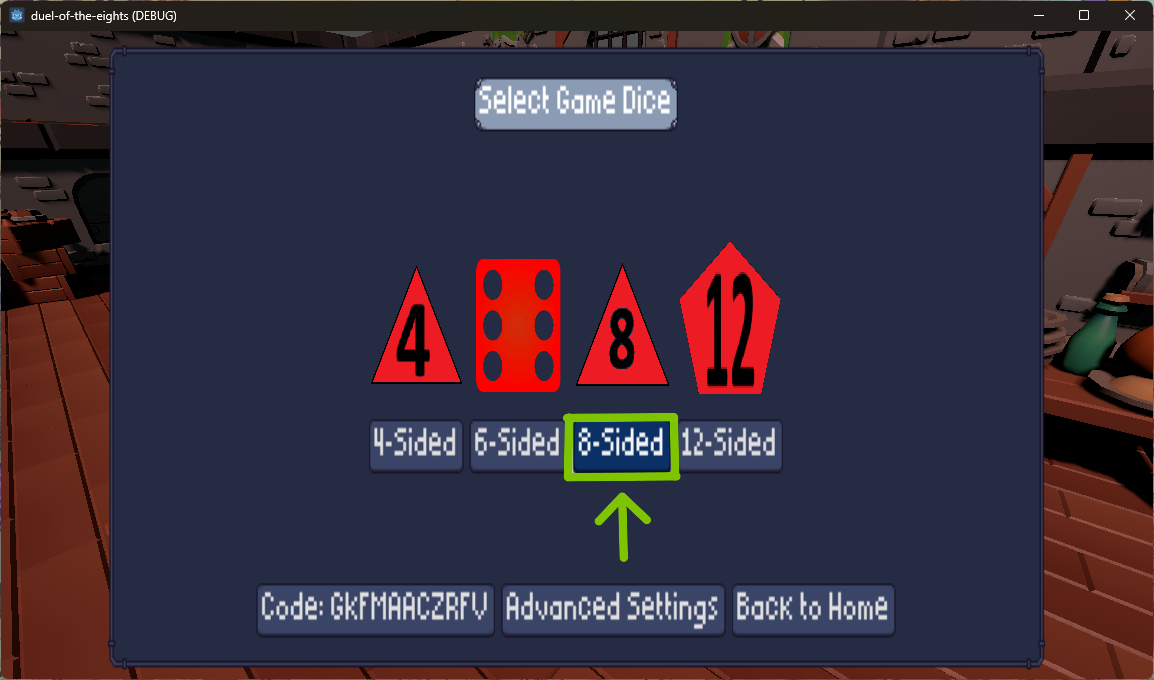 duel-of-the-eights (DEBUG)
Select Game Dice
4 8 12
4-Sided 6-Sided 8-Sided 12-Sided
Code: GKFMAACZRFV Advanced Settings Back to Home